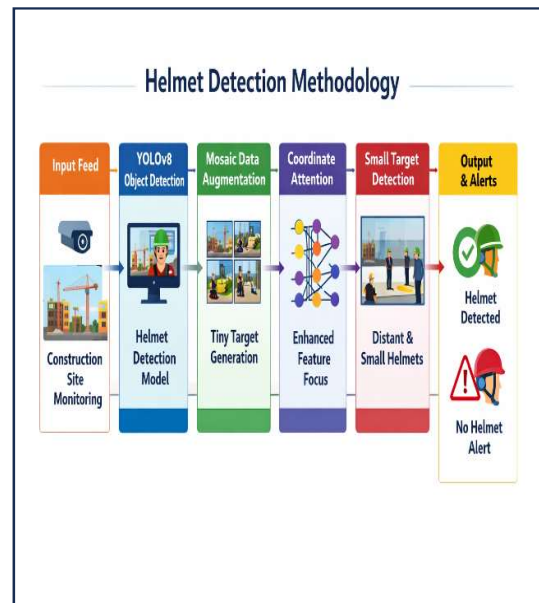 Helmet Detection Methodology
Input Feed
Construction
Site
Monitoring
YOLOv8
Object Detection
Helmet
Detection
Model
Mosaic Data
Augmentation
Tiny Target
Generation
Coordinate
Attention
Enhanced
Feature
Focus
Small Target
Detection
Distant &
Small Helmets
Output
& Alerts
Helmet
Detected
No Helmet
Alert